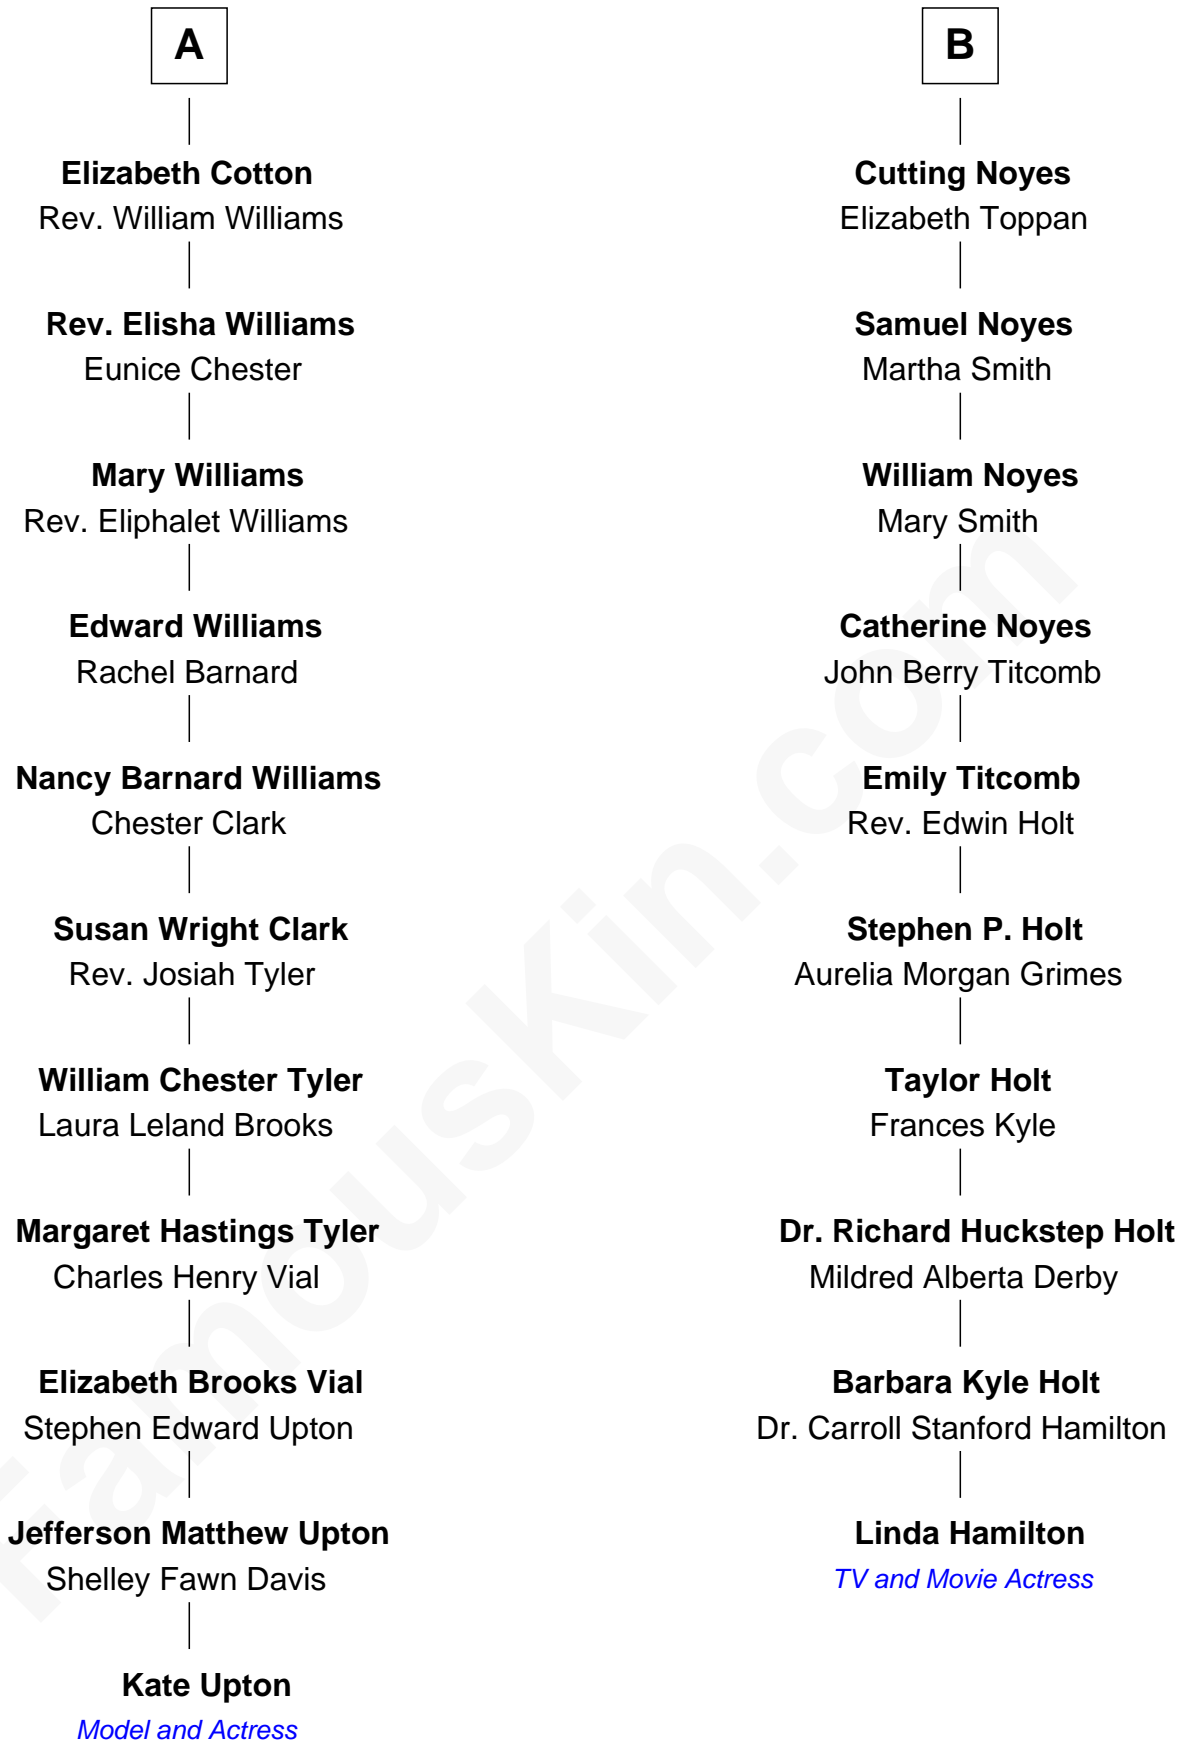 A
Elizabeth Cotton
Rev. William Williams
Rev. Elisha Williams
Eunice Chester
Mary Williams
Rev. Eliphalet Williams
Edward Williams
Rachel Barnard
Nancy Barnard Williams
Chester Clark
Susan Wright Clark
Rev. Josiah Tyler
William Chester Tyler
Laura Leland Brooks
Margaret Hastings Tyler
Charles Henry Vial
Elizabeth Brooks Vial
Stephen Edward Upton
Jefferson Matthew Upton
Shelley Fawn Davis
Kate Upton
Model and Actress
B
Cutting Noyes
Elizabeth Toppan
Samuel Noyes
Martha Smith
William Noyes
Mary Smith
Catherine Noyes
John Berry Titcomb
Emily Titcomb
Rev. Edwin Holt
Stephen P. Holt
Aurelia Morgan Grimes
Taylor Holt
Frances Kyle
Dr. Richard Huckstep Holt
Mildred Alberta Derby
Barbara Kyle Holt
Dr. Carroll Stanford Hamilton
Linda Hamilton
TV and Movie Actress
FamousKin.com